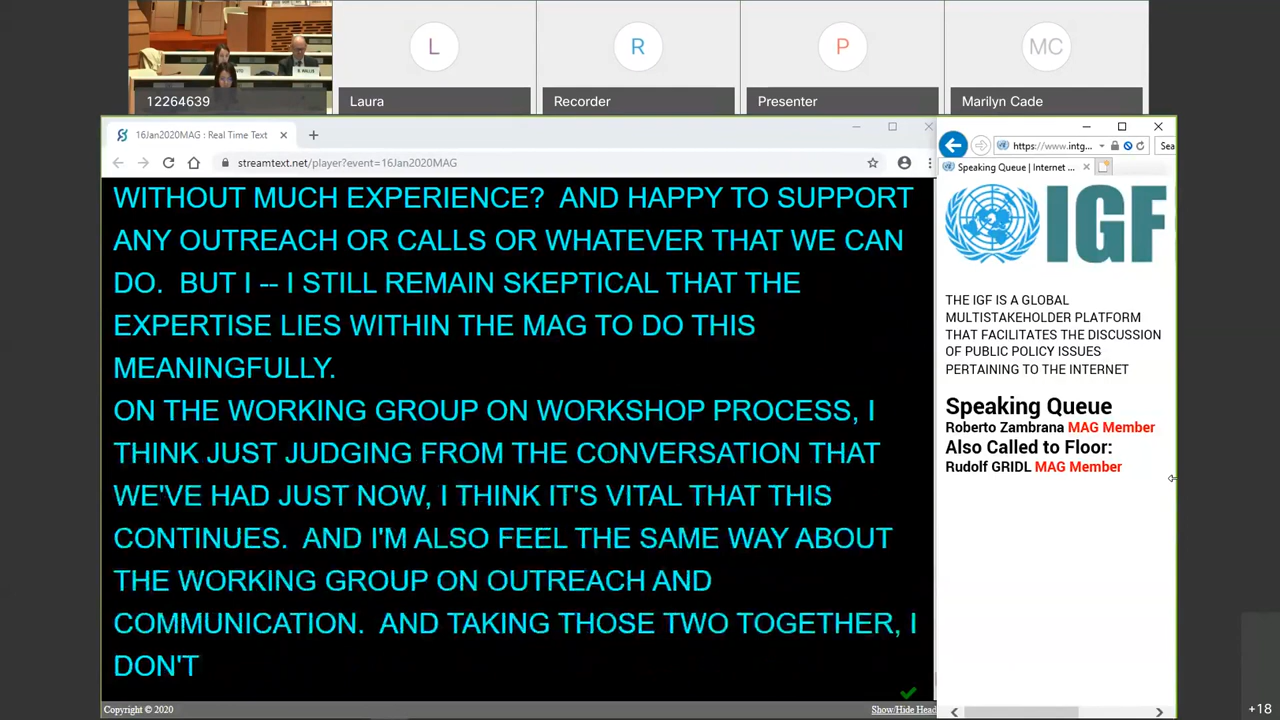 L
R
P
MC
12264639
Laura
Recorder
Presenter
Marilyn Cade
16Jan2020MAG : Real Time Text
streamtext.net/player?event=16Jan2020MAG
WITHOUT MUCH EXPERIENCE?  AND HAPPY TO SUPPORT
ANY OUTREACH OR CALLS OR WHATEVER THAT WE CAN
DO.  BUT I -- I STILL REMAIN SKEPTICAL THAT THE
EXPERTISE LIES WITHIN THE MAG TO DO THIS
MEANINGFULLY.
ON THE WORKING GROUP ON WORKSHOP PROCESS, I
THINK JUST JUDGING FROM THE CONVERSATION THAT
WE'VE HAD JUST NOW, I THINK IT'S VITAL THAT THIS
CONTINUES.  AND I'M ALSO FEEL THE SAME WAY ABOUT
THE WORKING GROUP ON OUTREACH AND
COMMUNICATION.  AND TAKING THOSE TWO TOGETHER, I
DON'T
Copyright © 2020
Show/Hide Head
https://www.intg...
Sea
Speaking Queue | Internet ...
IGF
THE IGF IS A GLOBAL
MULTISTAKEHOLDER PLATFORM
THAT FACILITATES THE DISCUSSION
OF PUBLIC POLICY ISSUES
PERTAINING TO THE INTERNET
Speaking Queue
Roberto Zambrana MAG Member
Also Called to Floor:
Rudolf GRIDL MAG Member
+18